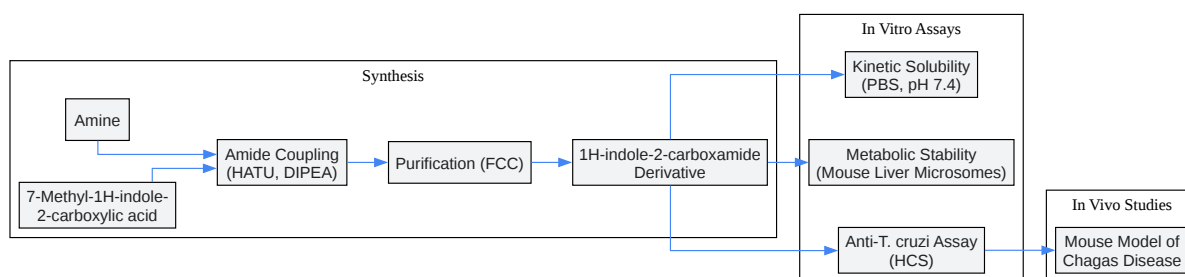 Synthesis
Amine
7-Methyl-1H-indole-
2-carboxylic acid
Amide Coupling
(HATU, DIPEA)
Purification (FCC)
1H-indole-2-carboxamide
Derivative
In Vitro Assays
Kinetic Solubility
(PBS, pH 7.4)
Metabolic Stability
(Mouse Liver Microsomes)
Anti-T. cruzi Assay
(HCS)
In Vivo Studies
Mouse Model of
Chagas Disease